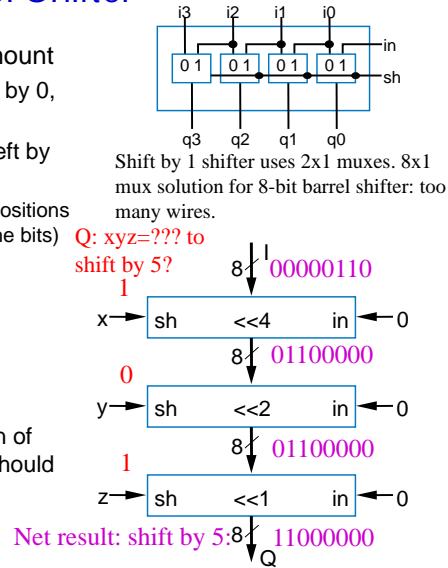 Shifter
i3 i2 i1 i0
in
0 1 0 1 0 1 0 1
sh
q3 q2 q1 q0
ount
by 0,
eft by
ositions
e bits)
Shift by 1 shifter uses 2x1 muxes. 8x1
mux solution for 8-bit barrel shifter: too
many wires.
Q: xyz=??? to
shift by 5?
I
8 00000110
1
x sh <<4 in 0
8 01100000
0
y sh <<2 in 0
8 01100000
of
hould
1
z sh <<1 in 0
Net result: shift by 5: 8 11000000
Q